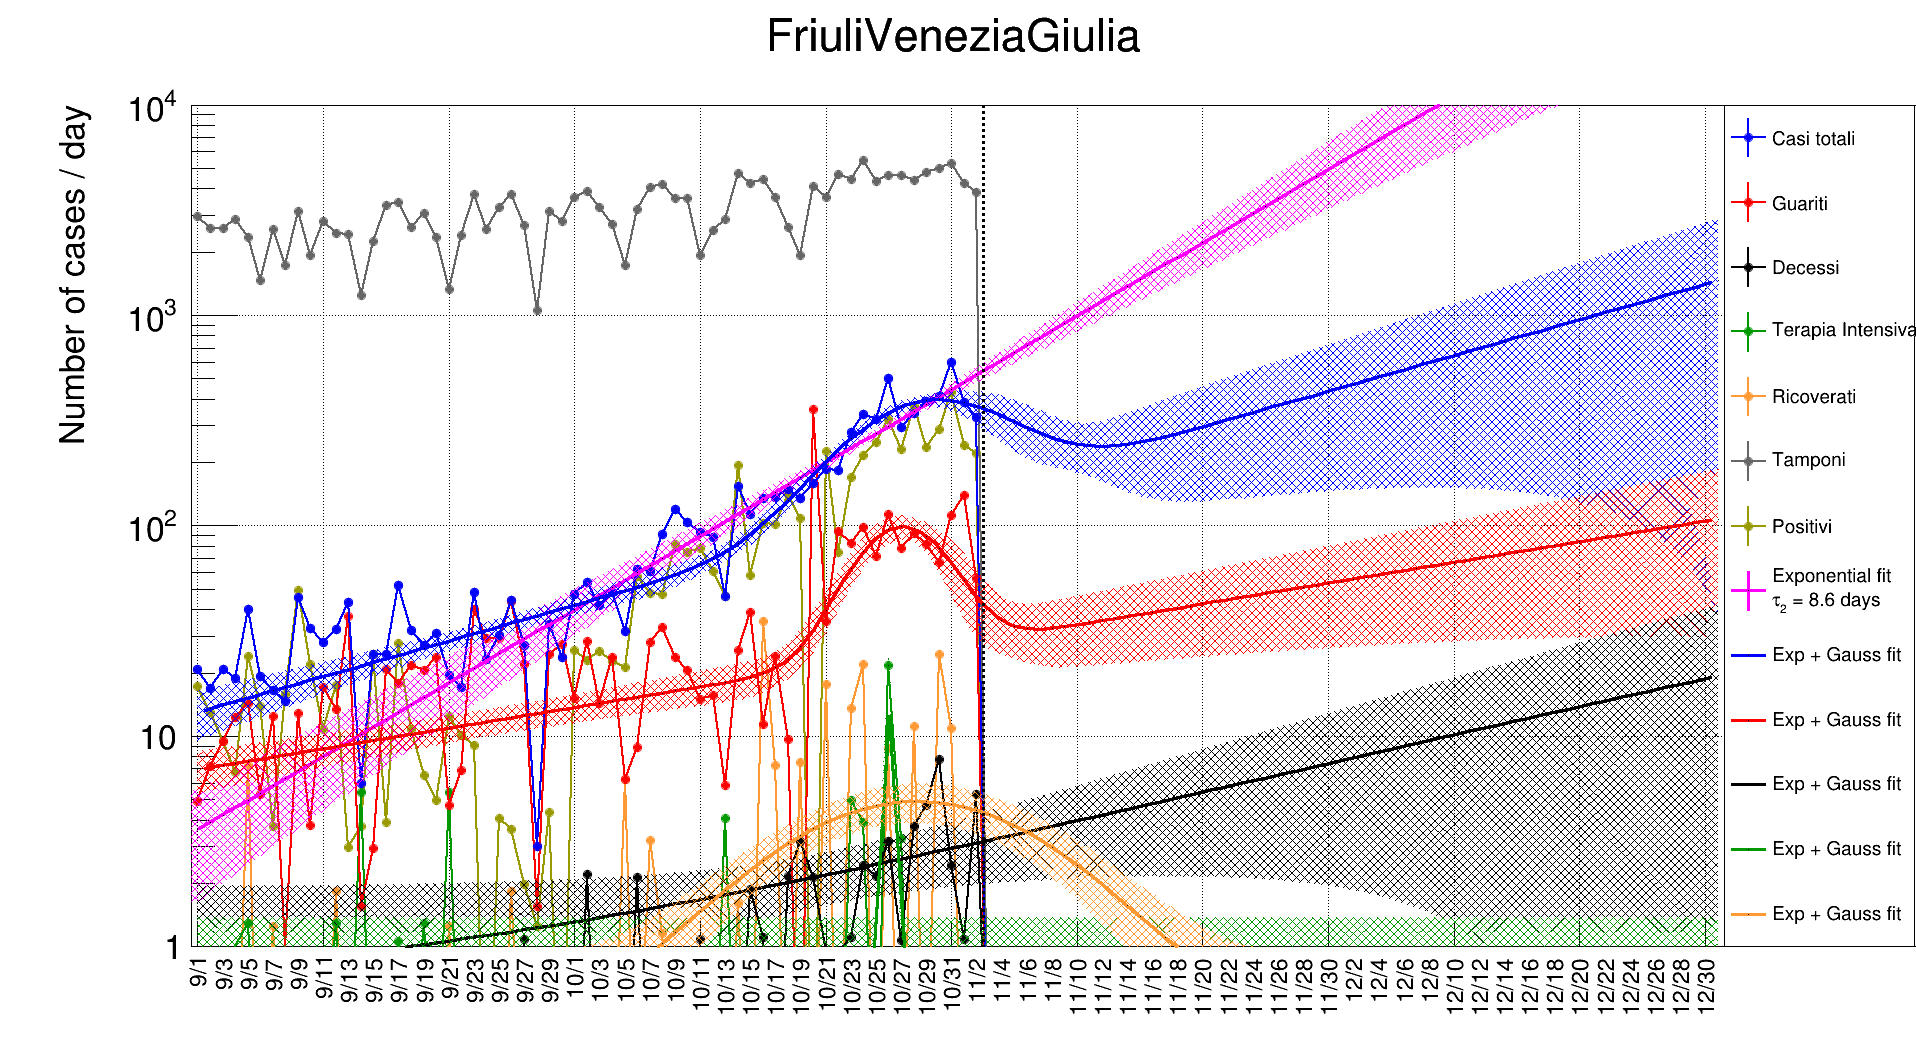 FriuliVeneziaGiulia
Number of cases / day
10^4
10^3
10^2
10
1
9/1 9/3 9/5 9/7 9/9 9/11 9/13 9/15 9/17 9/19 9/21 9/23 9/25 9/27 9/29 10/1 10/3 10/5 10/7 10/9 10/11 10/13 10/15 10/17 10/19 10/21 10/23 10/25 10/27 10/29 10/31 11/2 11/4 11/6 11/8 11/10 11/12 11/14 11/16 11/18 11/20 11/22 11/24 11/26 11/28 11/30 12/2 12/4 12/6 12/8 12/10 12/12 12/14 12/16 12/18 12/20 12/22 12/24 12/26 12/28 12/30
Casi totali
Guariti
Decessi
Terapia Intensiva
Ricoverati
Tamponi
Positivi
Exponential fit
τ₂ = 8.6 days
Exp + Gauss fit
Exp + Gauss fit
Exp + Gauss fit
Exp + Gauss fit
Exp + Gauss fit